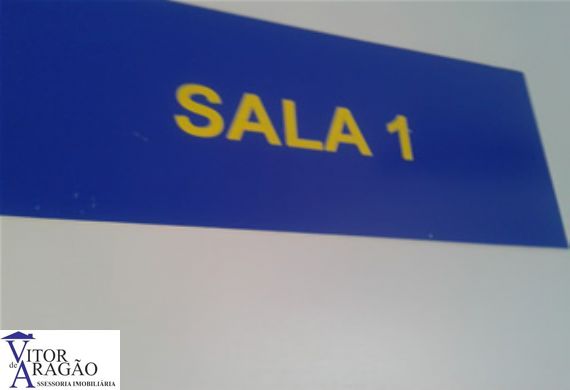 SALA 1
VITOR
de ARAGÃO
ASSESSORIA IMOBILIÁRIA